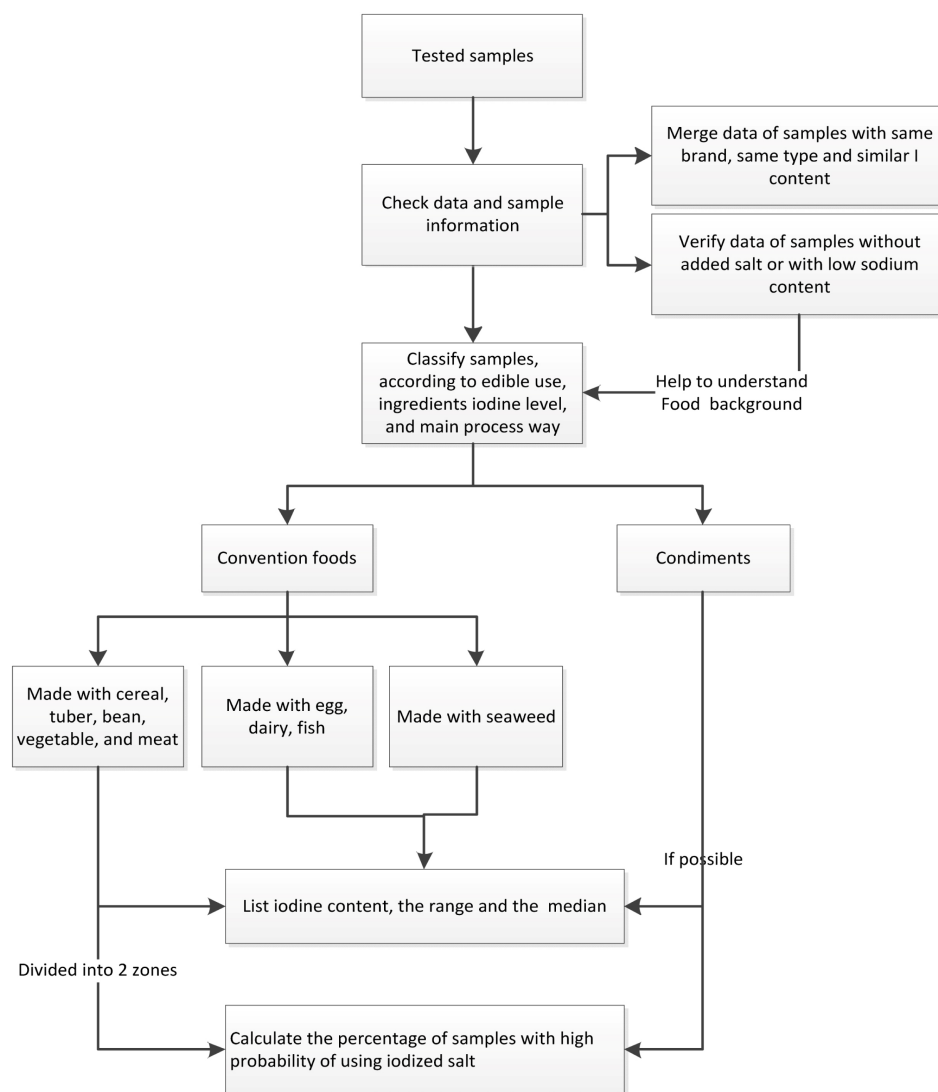 Tested samples
Merge data of samples with same
brand, same type and similar I
content
Check data and sample
information
Verify data of samples without
added salt or with low sodium
content
Classify samples,
according to edible use,
ingredients iodine level,
and main process way
Help to understand
Food background
Convention foods
Condiments
Made with cereal,
tuber, bean,
vegetable, and meat
Made with egg,
dairy, fish
Made with seaweed
If possible
List iodine content, the range and the median
Divided into 2 zones
Calculate the percentage of samples with high
probability of using iodized salt